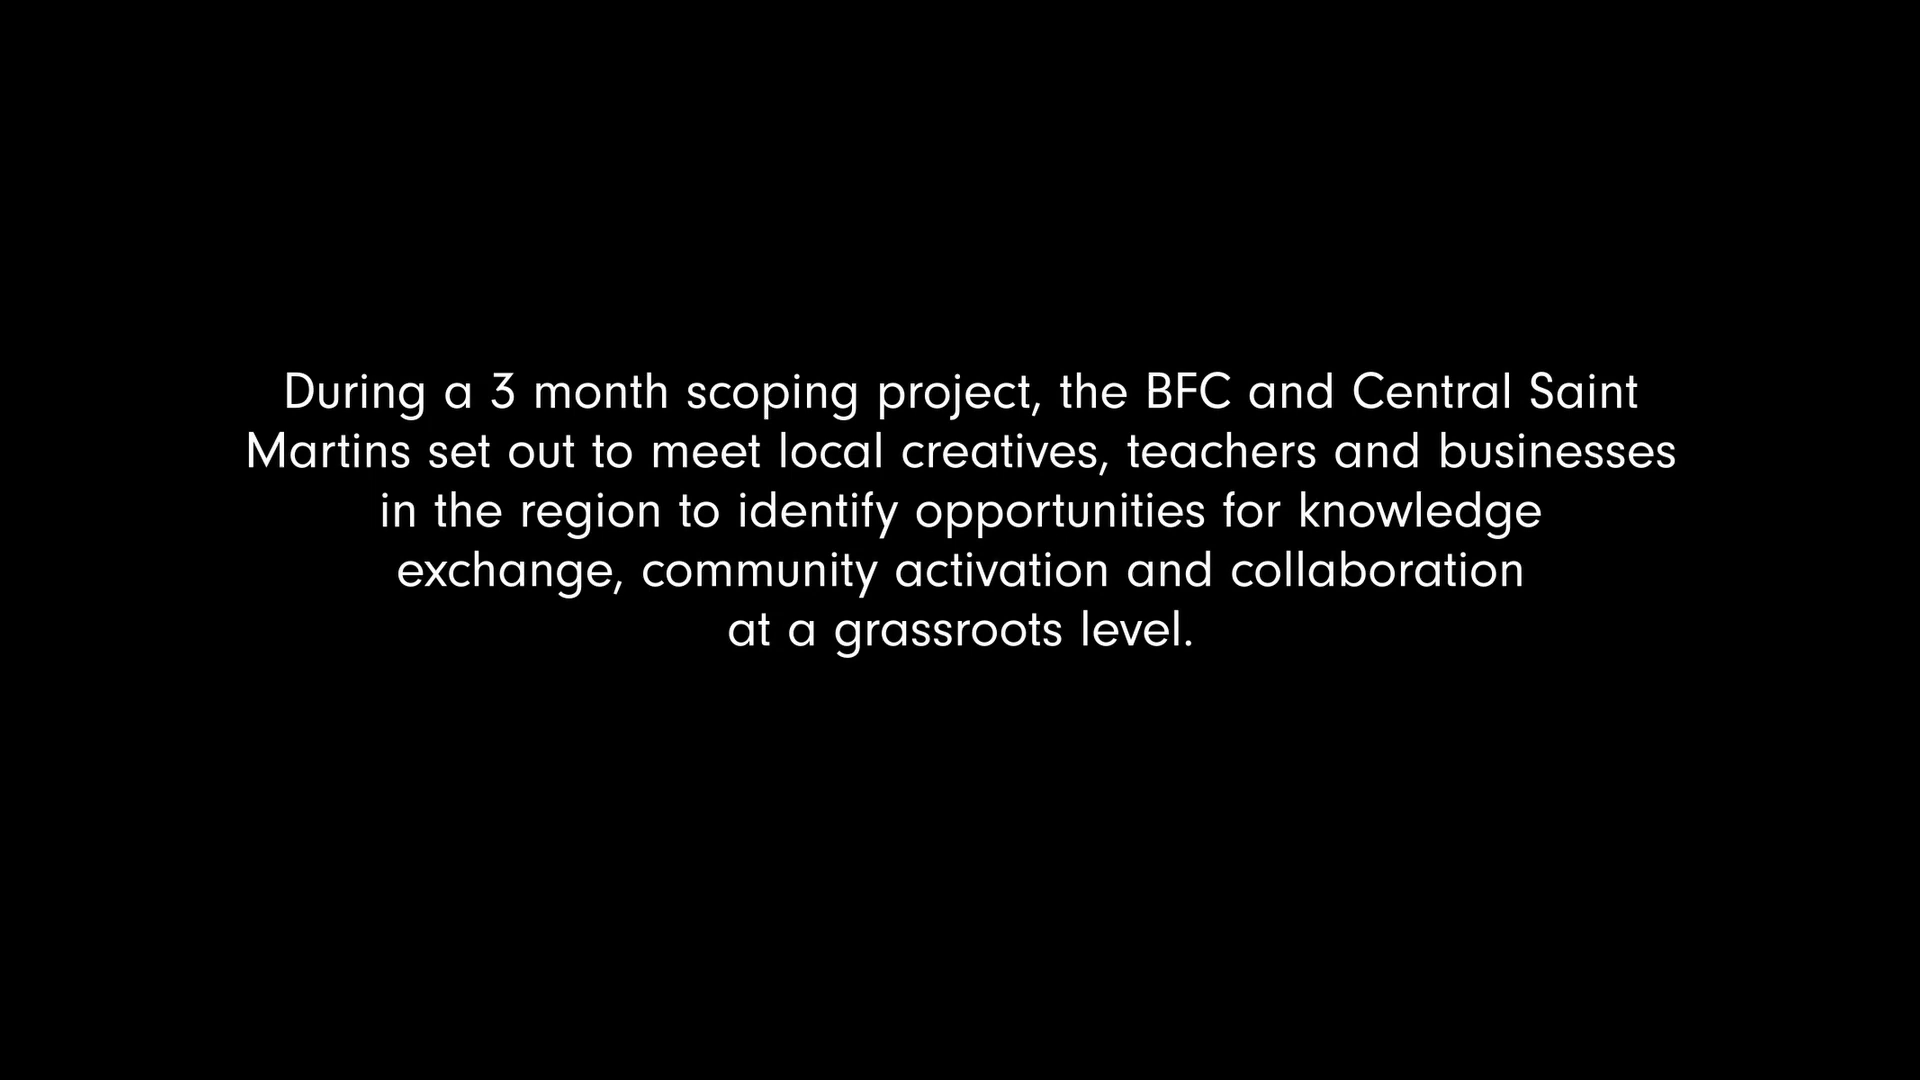 During a 3 month scoping project, the BFC and Central Saint
Martins set out to meet local creatives, teachers and businesses
in the region to identify opportunities for knowledge
exchange, community activation and collaboration
at a grassroots level.